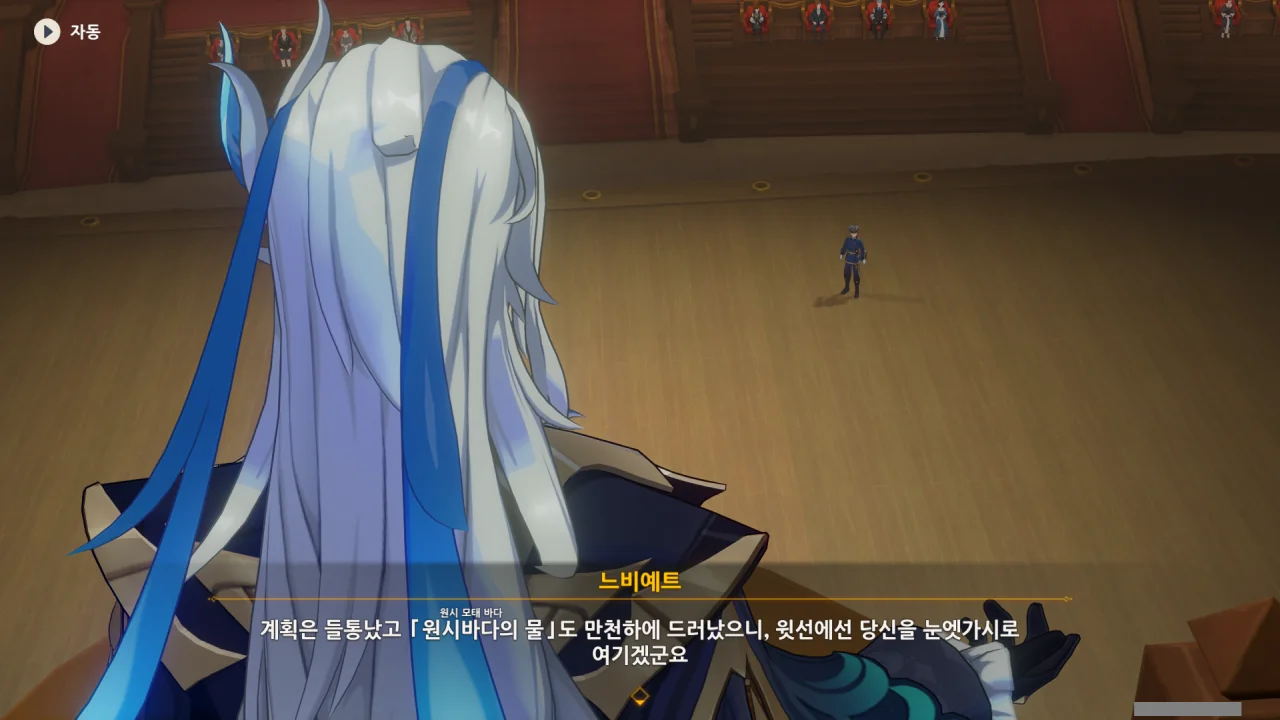 자동
느비예트
원시 모태 바다
계획은 들통났고 「원시바다의 물」도 만천하에 드러났으니, 윗선에선 당신을 눈엣가시로
여기겠군요